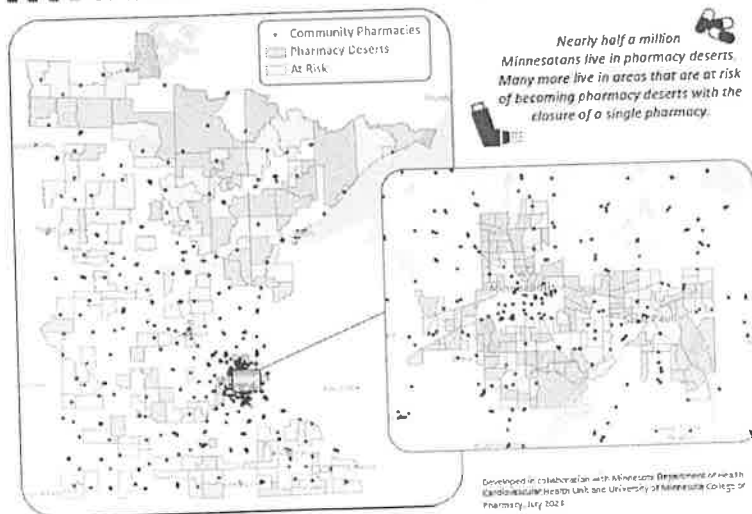 Community Pharmacies
Pharmacy Deserts
At Risk
Nearly half a million
Minnesotans live in pharmacy deserts.
Many more live in areas that are at risk
of becoming pharmacy deserts with the
closure of a single pharmacy.
Developed in collaboration with Minnesota Department of Health
Cardiovascular Health Unit and University of Minnesota College of
Pharmacy, July 2023